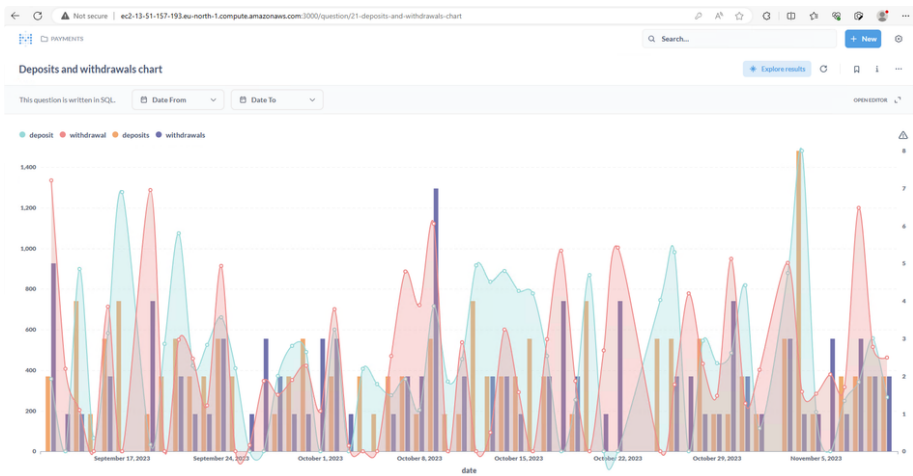 Not secure | ec2-13-51-157-193.eu-north-1.compute.amazonaws.com:3000/question/21-deposits-and-withdrawals-chart
PAYMENTS
Search...
+ New
Deposits and withdrawals chart
Explore results
This question is written in SQL.
Date From
Date To
OPEN EDITOR
deposit withdrawal deposits withdrawals
1,400
1,200
1,000
800
600
400
200
0
8
7
6
5
4
3
2
1
0
September 17, 2023
September 24, 2023
October 1, 2023
October 8, 2023
October 15, 2023
October 22, 2023
October 29, 2023
November 5, 2023
date